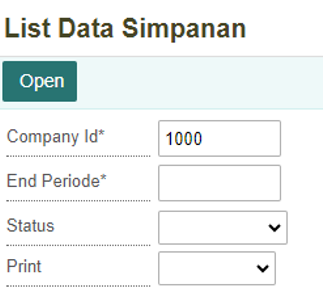 List Data Simpanan
Open
Company Id* 1000
End Periode*
Status
Print